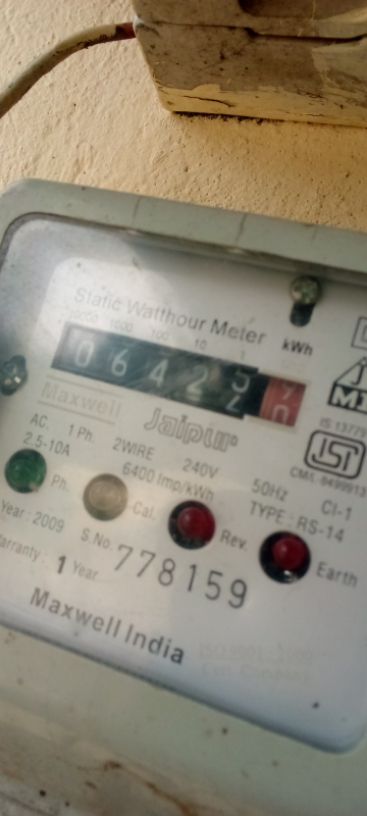 Static Watthour Meter
10000 1000 100 10 1 kWh
0 6 4 2
Maxwell Jaipur
AC. 1 Ph. 2WIRE 240V 50Hz CI-1
2.5-10A 6400 Imp/kWh TYPE : RS-14
IS 13779
ISI
Ph. Cal. Rev. Earth
Year : 2009 S.No. 778159
Warranty : 1 Year
Maxwell India